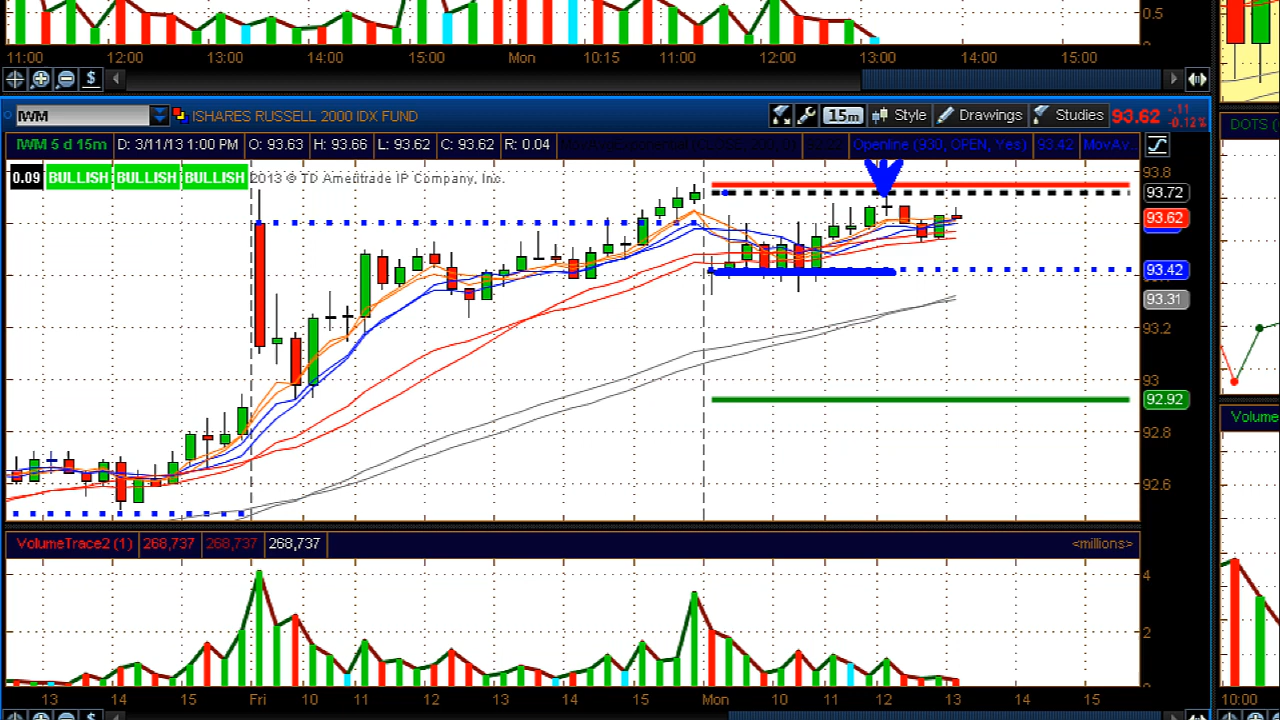 0.5
11:00 12:00 13:00 14:00 15:00 Mon 10:15 11:00 12:00 13:00 14:00 15:00
$
IWM ISHARES RUSSELL 2000 IDX FUND 15m Style Drawings Studies 93.62 -.11 -0.12%
IWM 5 d 15m D: 3/11/13 1:00 PM O: 93.63 H: 93.66 L: 93.62 C: 93.62 R: 0.04 Openline (930, OPEN, Yes) 93.42 MovAv...
DOTS (
0.09 BULLISH BULLISH BULLISH 2013 © TD Ameritrade IP Company, Inc.
93.8
93.72
93.62
93.42
93.31
93.2
93
92.92
92.8
92.6
Volume
VolumeTrace2 (1) 268,737 268,737 268,737 <millions>
4
2
13 14 15 Fri 10 11 12 13 14 15 Mon 10 11 12 13 14 15
10:00
$